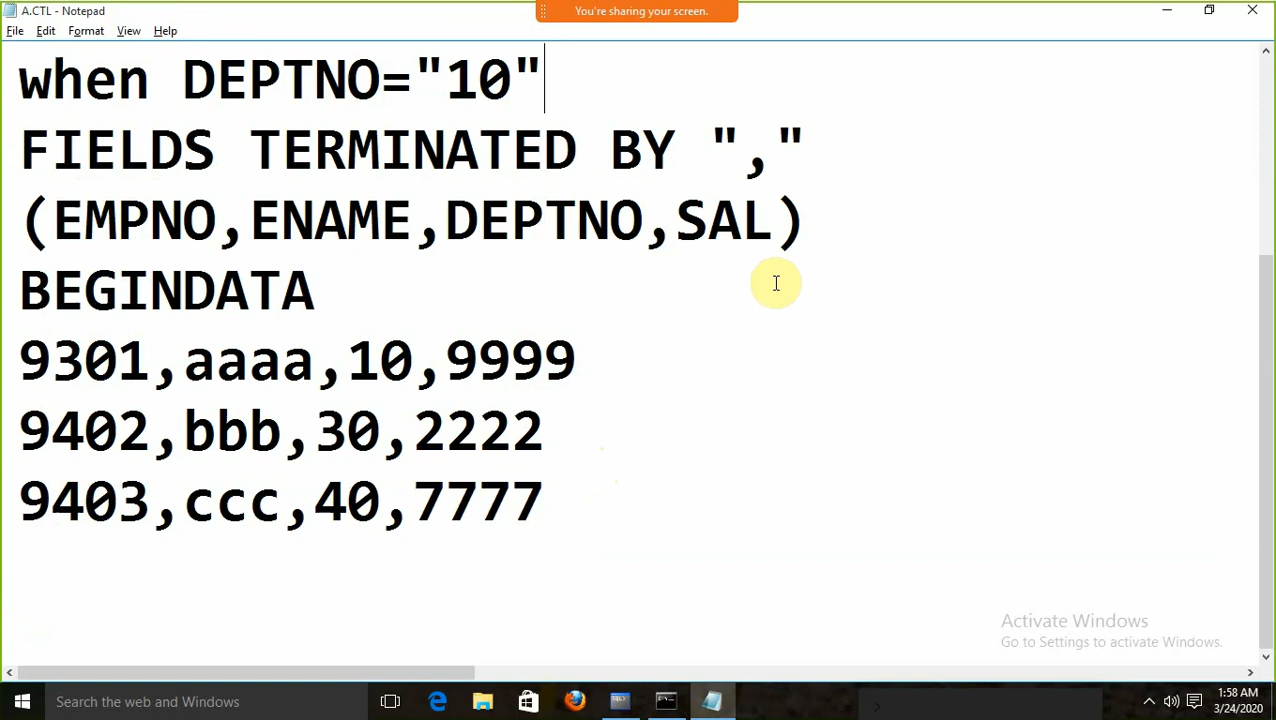 A.CTL - Notepad
You're sharing your screen.
File Edit Format View Help
when DEPTNO="10"
FIELDS TERMINATED BY ","
(EMPNO,ENAME,DEPTNO,SAL)
BEGINDATA
9301,aaaa,10,9999
9402,bbb,30,2222
9403,ccc,40,7777
Activate Windows
Go to Settings to activate Windows.
Search the web and Windows
1:58 AM
3/24/2020